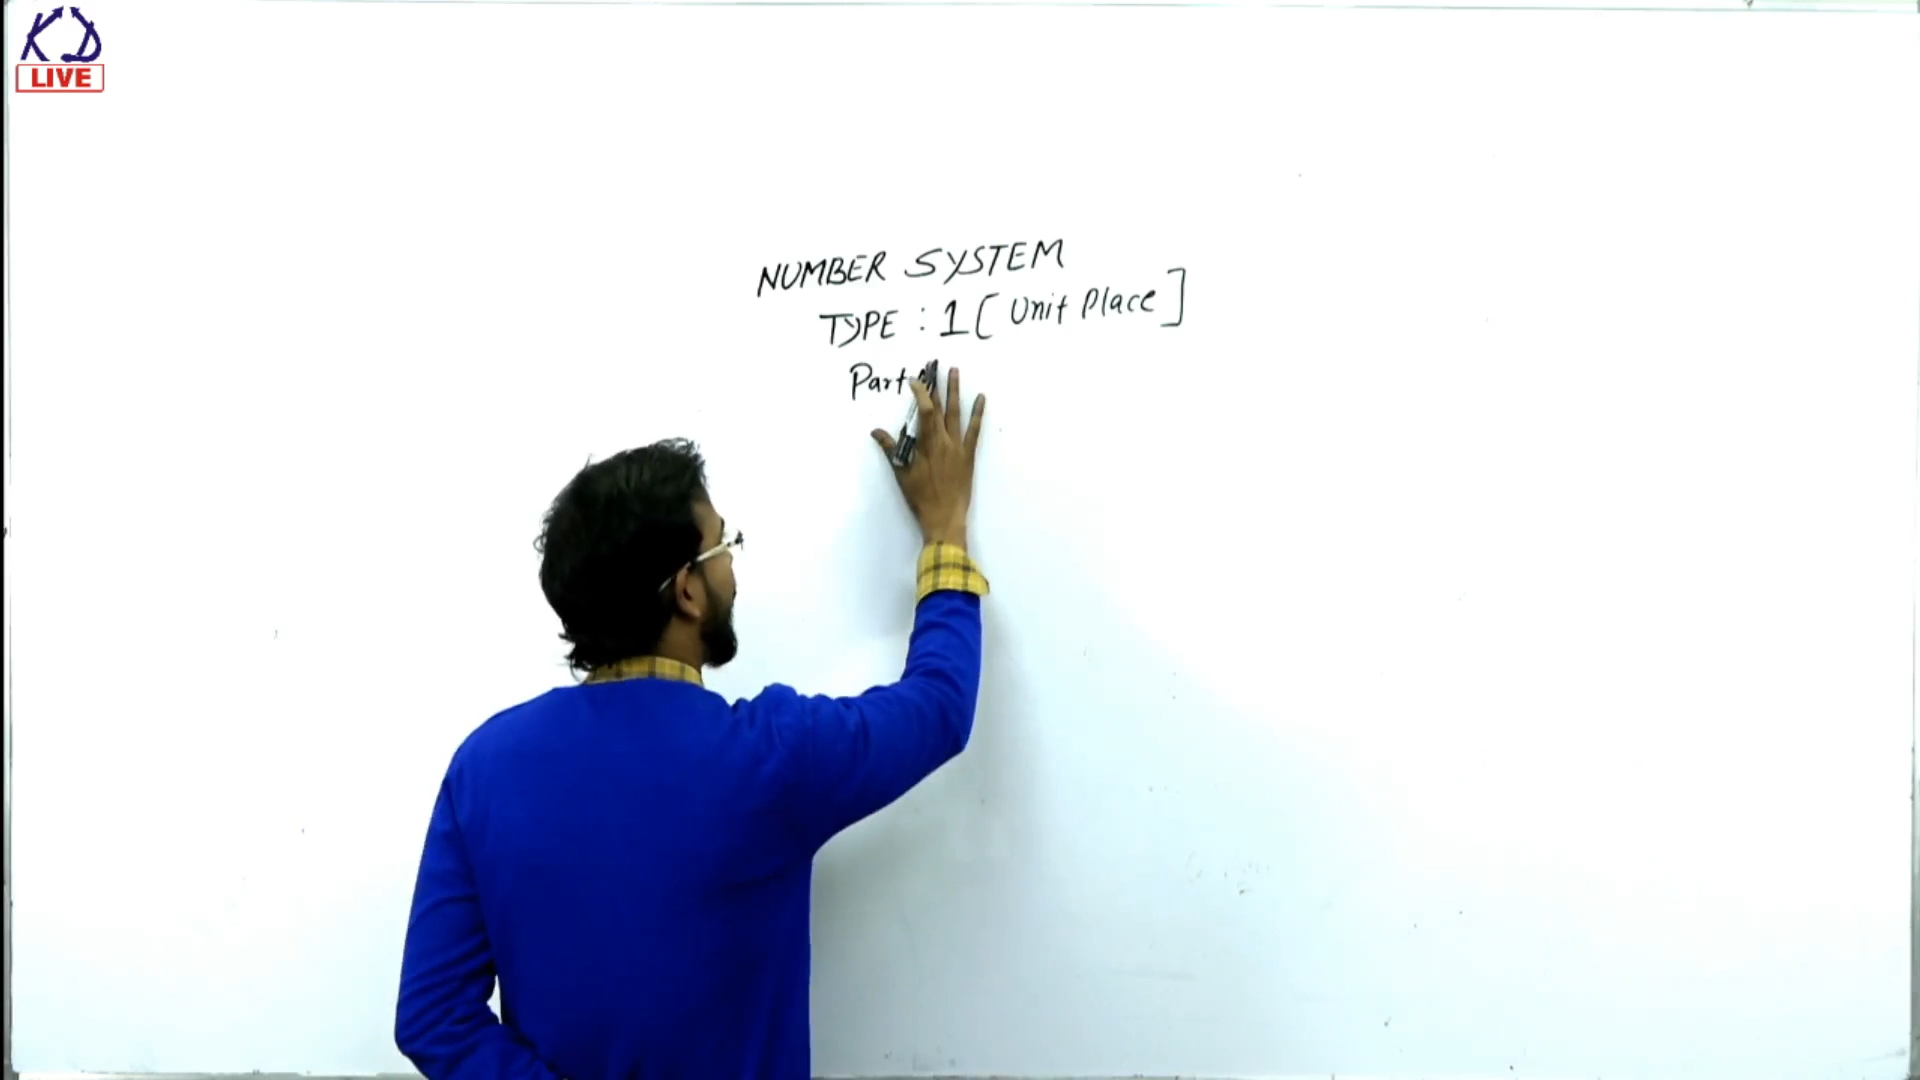 KD
LIVE
NUMBER SYSTEM
TYPE : 1 [Unit Place]
Part